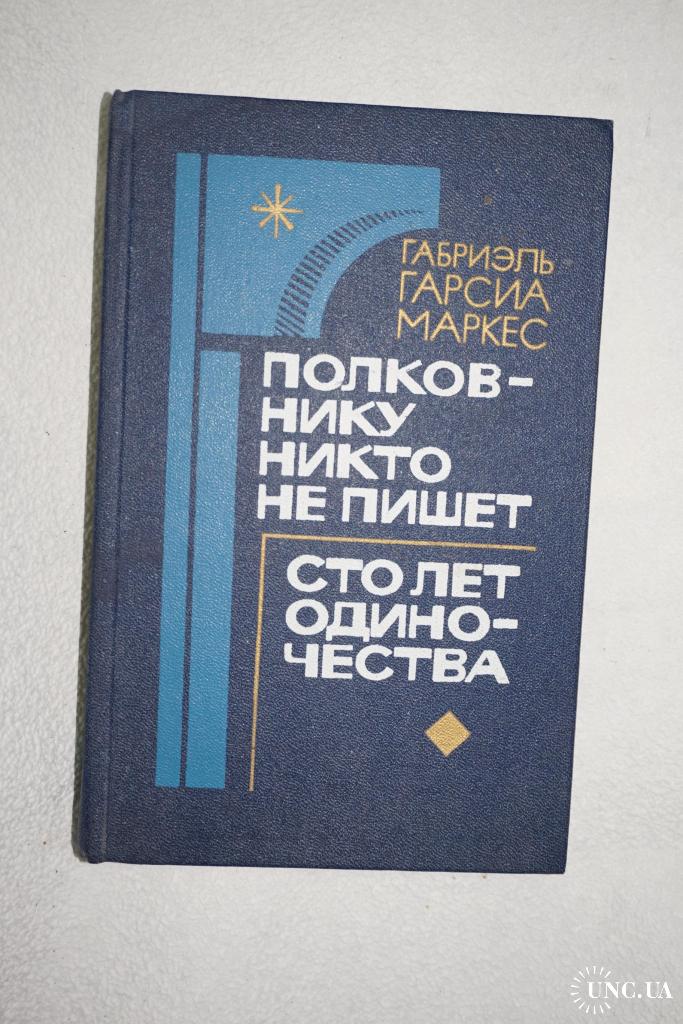 ГАБРИЭЛЬ
ГАРСИА
МАРКЕС
ПОЛКОВ-
НИКУ
НИКТО
НЕ ПИШЕТ
СТО ЛЕТ
ОДИНО-
ЧЕСТВА
UNC.UA